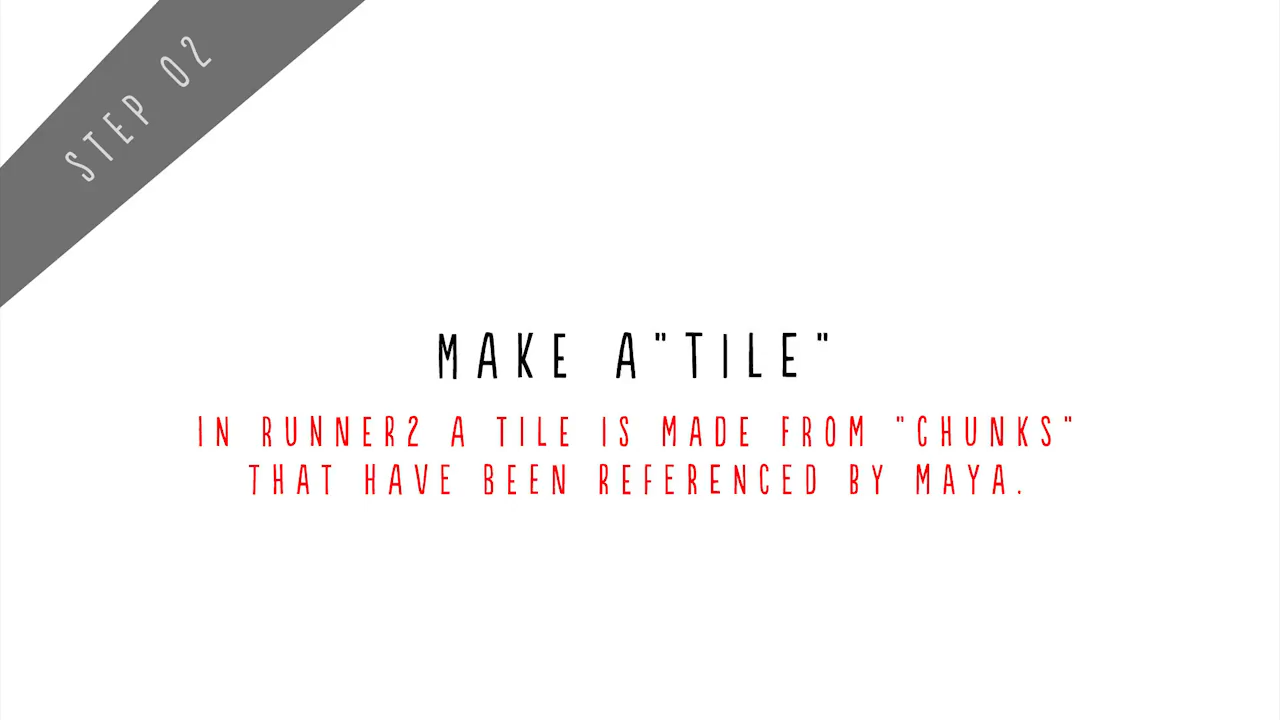 STEP 02
MAKE A"TILE"
IN RUNNER2 A TILE IS MADE FROM "CHUNKS"
THAT HAVE BEEN REFERENCED BY MAYA.